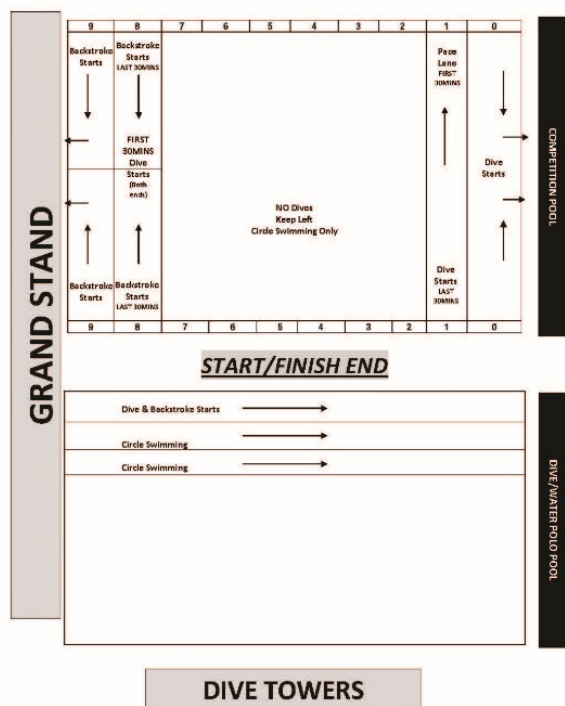 9 8 7 6 5 4 3 2 1 0
Backstroke
Starts
Backstroke
Starts
LAST 30MINS
FIRST
30MINS
Dive
Starts
(Both
ends)
Backstroke
Starts
Backstroke
Starts
LAST 30MINS
NO Dives
Keep Left
Circle Swimming Only
Pace
Lane
FIRST
30MINS
Dive
Starts
LAST
30MINS
Dive
Starts
9 8 7 6 5 4 3 2 1 0
COMPETITION POOL
GRAND STAND
START/FINISH END
Dive & Backstroke Starts
Circle Swimming
Circle Swimming
DIVE/WATER POLO POOL
DIVE TOWERS